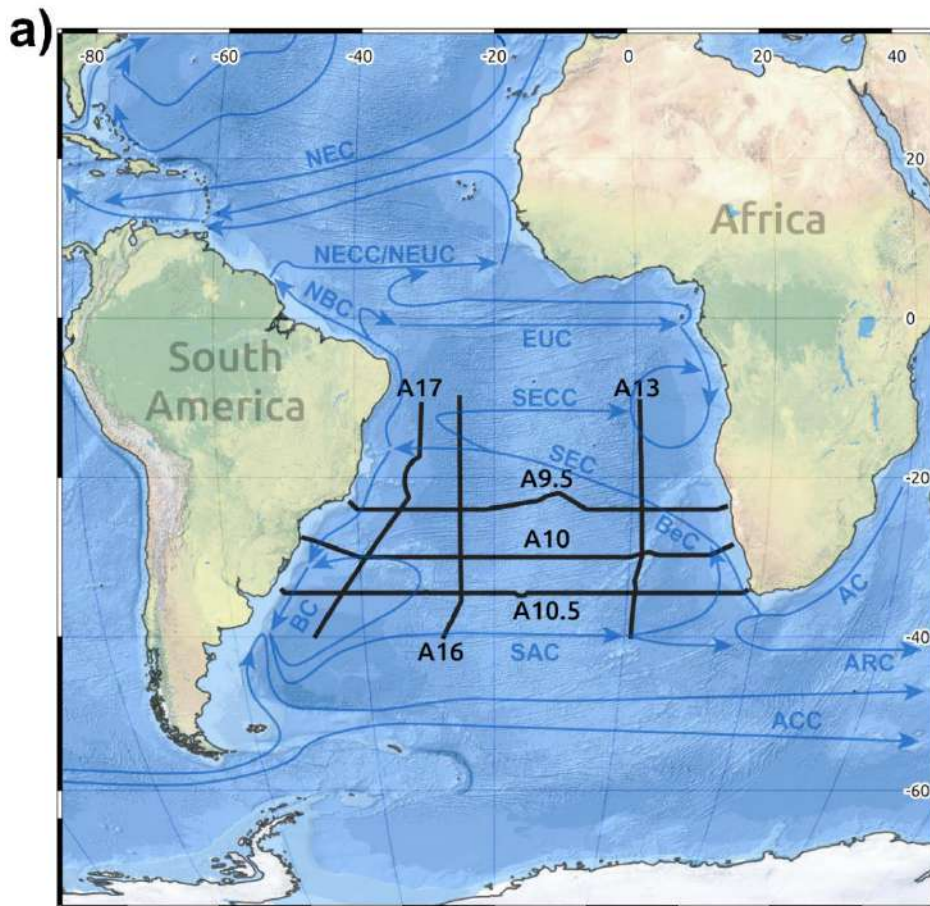 a)
-80 -60 -40 -20 0 20 40
NEC
20
Africa
NECC/NEUC
NBC
0
EUC
South
America
A17
A13
SECC
SEC
-20
A9.5
BeC
A10
AC
BC
A10.5
-40
A16
SAC
ARC
ACC
-60